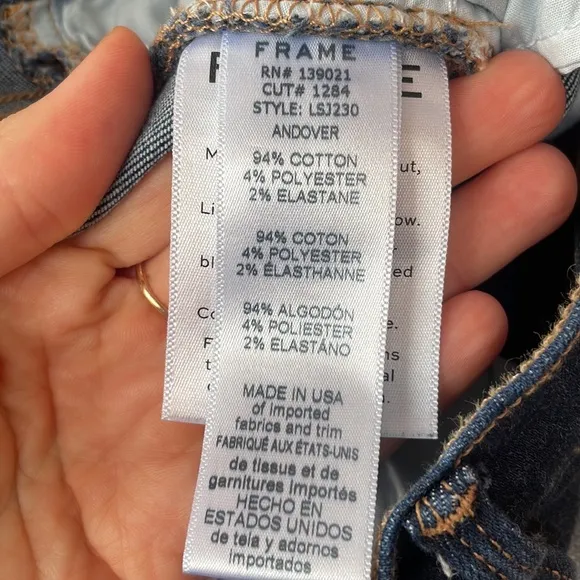 FRAME
RN# 139021
CUT# 1284
STYLE: LSJ230
ANDOVER
94% COTTON
4% POLYESTER
2% ELASTANE
94% COTON
4% POLYESTER
2% ÉLASTHANNE
94% ALGODÓN
4% POLIESTER
2% ELASTÁNO
MADE IN USA
of imported
fabrics and trim
FABRIQUÉ AUX ÉTATS-UNIS
de tissus et de
garnitures importés
HECHO EN
ESTADOS UNIDOS
de tela y adornos
importados